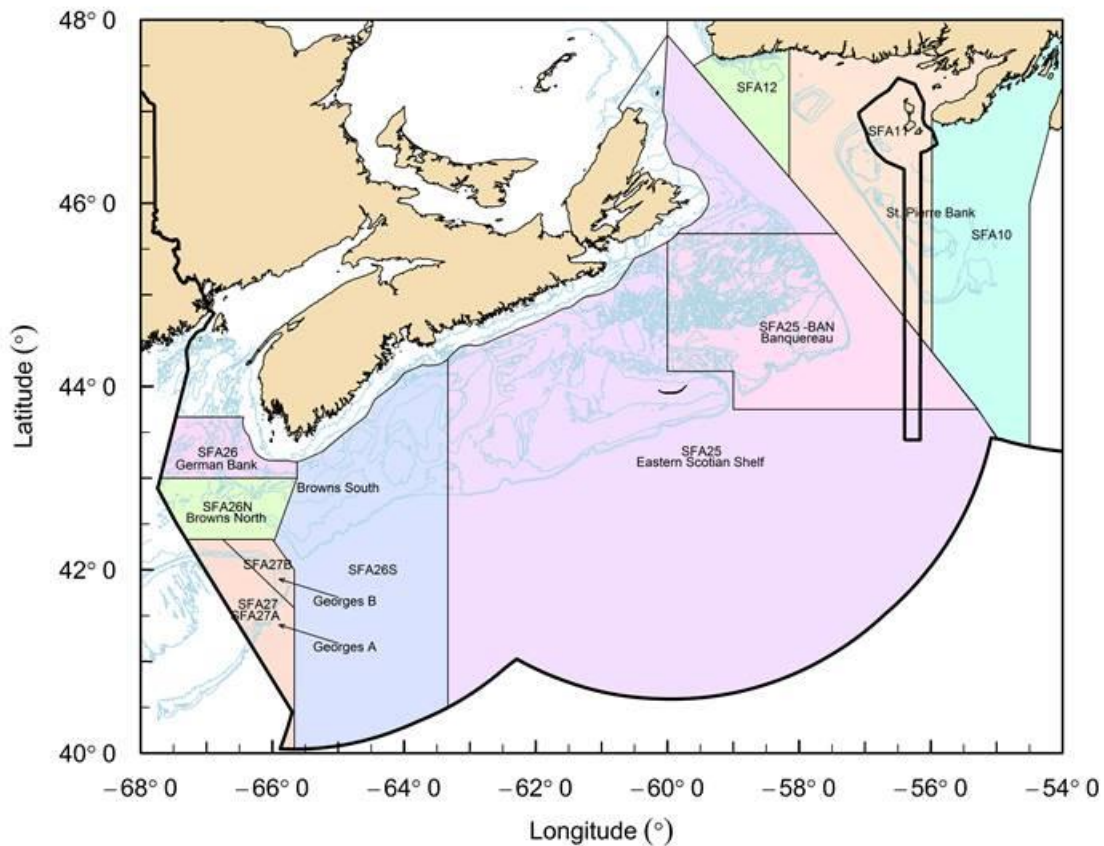 48° 0
46° 0
44° 0
42° 0
40° 0
Latitude (°)
SFA12
SFA11
St. Pierre Bank
SFA10
SFA25 -BAN
Banquereau
SFA25
Eastern Scotian Shelf
SFA26
German Bank
Browns South
SFA26N
Browns North
SFA27B
SFA26S
Georges B
SFA27
SFA27A
Georges A
−68° 0
−66° 0
−64° 0
−62° 0
−60° 0
−58° 0
−56° 0
−54° 0
Longitude (°)